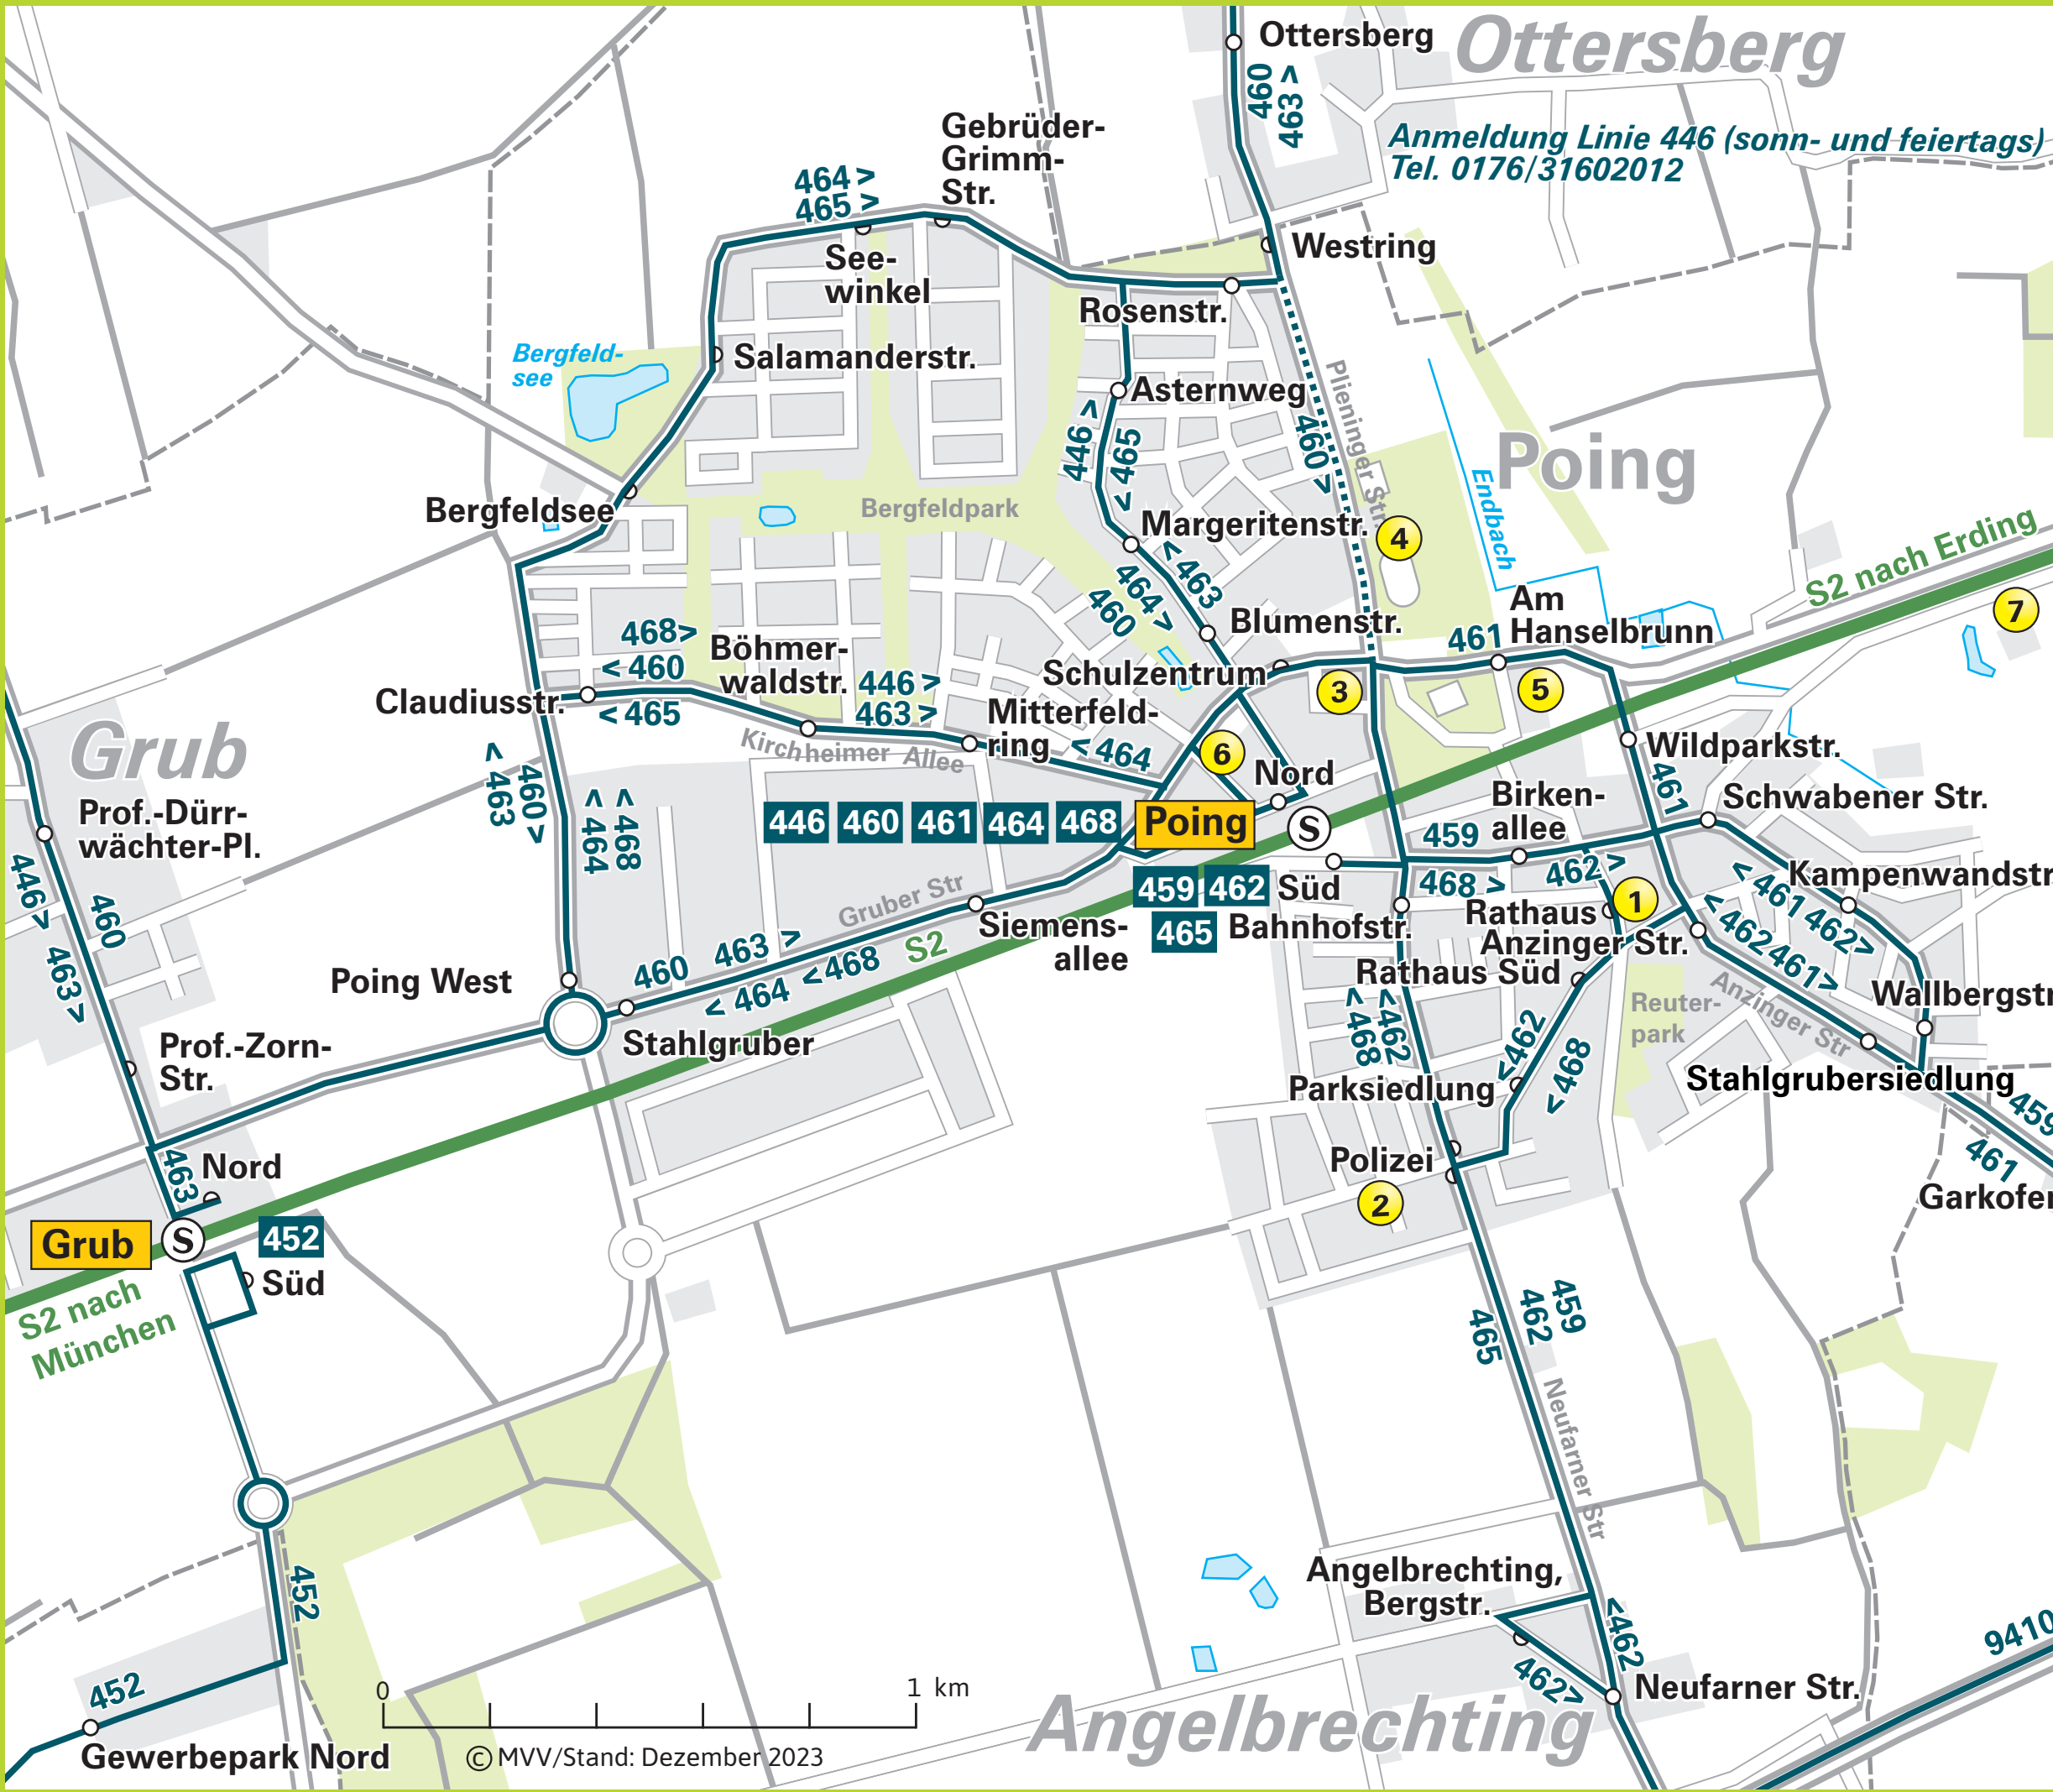 Ottersberg
Ottersberg
460
463 >
Anmeldung Linie 446 (sonn- und feiertags)
Tel. 0176/31602012
Gebrüder-
Grimm-
Str.
464 >
465 >
See-
winkel
Westring
Rosenstr.
Bergfeld-
see
Salamanderstr.
Asternweg
Plieninger Str.
460 >
446 >
< 465
Poing
Endbach
Bergfeldsee
Bergfeldpark
Margeritenstr.
4
S2 nach Erding
7
< 463
464 >
460
Blumenstr.
Am
Hanselbrunn
461
468>
< 460
< 465
Böhmer-
waldstr.
446 >
463 >
Schulzentrum
3
5
Claudiusstr.
Mitterfeld-
ring
< 464
Kirchheimer Allee
Grub
6
Nord
Wildparkstr.
461
< 463
460 >
< 464
< 468
446
460
461
464
468
Poing
S
Birken-
allee
Schwabener Str.
Prof.-Dürr-
wächter-Pl.
459
468 >
462 >
459
462
Süd
465
Bahnhofstr.
Kampenwandstr
446>
460
463 >
Gruber Str
Siemens-
allee
S2
Rathaus
1
Anzinger Str.
Rathaus Süd
< 461
462>
< 462
461 >
Poing West
460
463 >
< 464
< 468
Stahlgruber
Anzinger Str
Wallbergstr
Reuter-
park
< 468
< 462
<462
< 468
Prof.-Zorn-
Str.
Parksiedlung
Stahlgrubersiedlung
459
461
Garkofer
463
Nord
Polizei
2
Grub
S
452
Süd
S2 nach
München
465
462
459
Neufarner Str
452
Angelbrechting,
Bergstr.
<462
462>
Neufarner Str.
9410
452
Gewerbepark Nord
0
1 km
© MVV/Stand: Dezember 2023
Angelbrechting